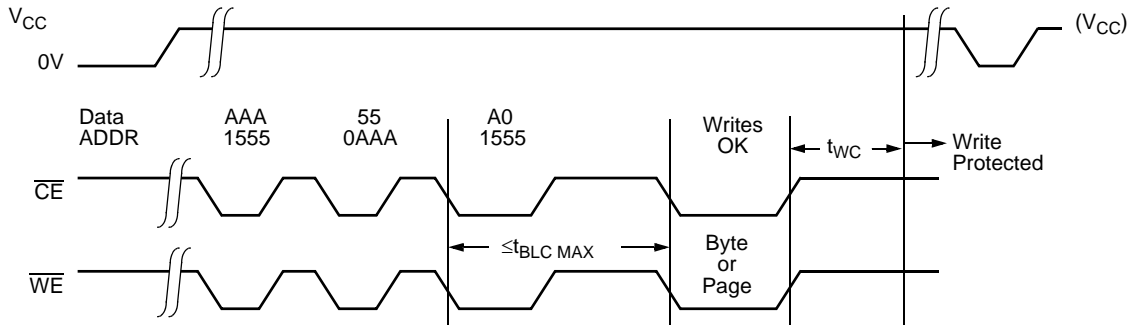 VCC
(VCC)
0V
Data AAA 55 A0 Writes
ADDR 1555 0AAA 1555 OK
tWC
Write
Protected
CE
≤tBLC MAX
Byte
or
Page
WE